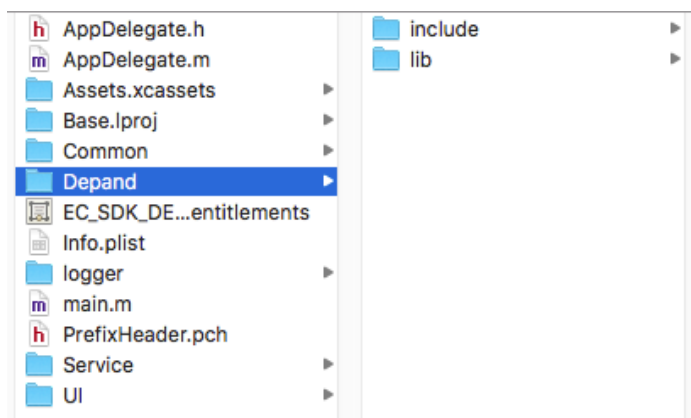 AppDelegate.h
AppDelegate.m
Assets.xcassets
Base.lproj
Common
Depand
EC_SDK_DE...entitlements
Info.plist
logger
main.m
PrefixHeader.pch
Service
UI
include
lib